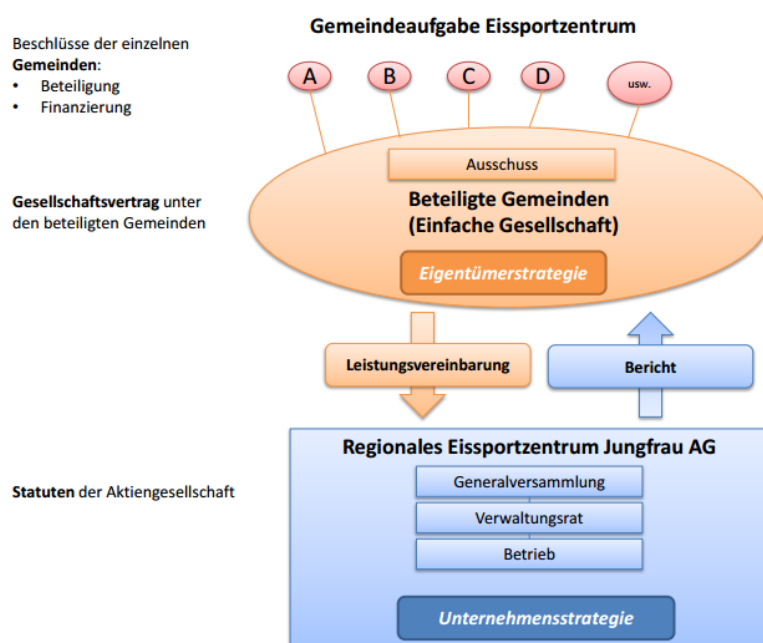 Gemeindeaufgabe Eissportzentrum
Beschlüsse der einzelnen
Gemeinden:
• Beteiligung
• Finanzierung
A
B
C
D
usw.
Ausschuss
Beteiligte Gemeinden
(Einfache Gesellschaft)
Gesellschaftsvertrag unter
den beteiligten Gemeinden
Eigentümerstrategie
Leistungsvereinbarung
Bericht
Regionales Eissportzentrum Jungfrau AG
Generalversammlung
Statuten der Aktiengesellschaft
Verwaltungsrat
Betrieb
Unternehmensstrategie